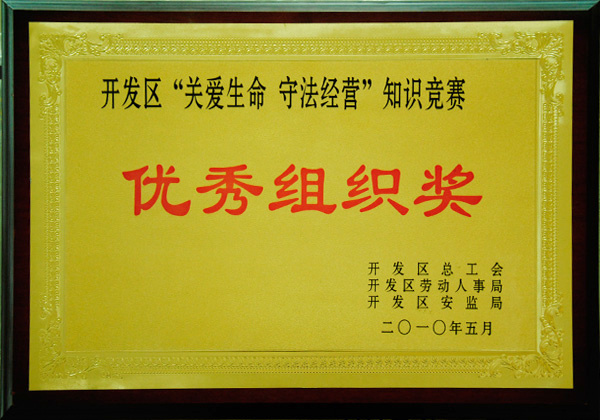 开发区“关爱生命 守法经营”知识竞赛
优秀组织奖
开发区总工会
开发区劳动人事局
开发区安监局
二〇一〇年五月